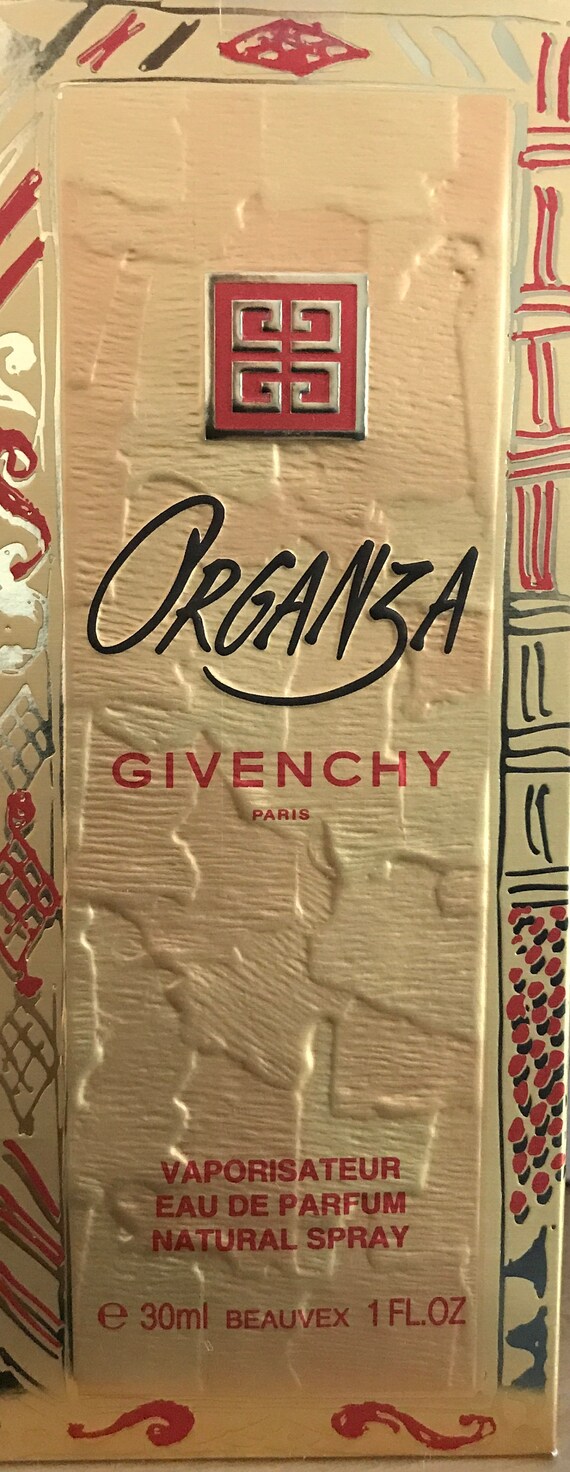 ORGANZA
GIVENCHY
PARIS
VAPORISATEUR
EAU DE PARFUM
NATURAL SPRAY
℮ 30ml BEAUVEX 1 FL.OZ